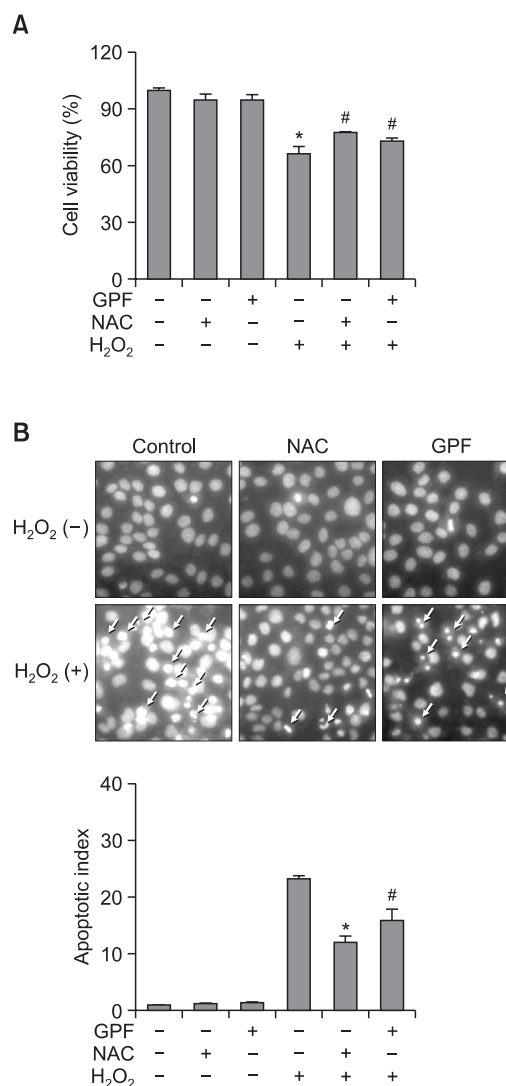 A
120
90
60
30
0
Cell viability (%)
* # #
GPF − − + − − +
NAC − + − − + −
H₂O₂ − − − + + +
B
Control NAC GPF
H₂O₂ (−)
H₂O₂ (+)
40
30
20
10
0
Apoptotic index
* #
GPF − − + − − +
NAC − + − − + −
H₂O₂ − − − + + +